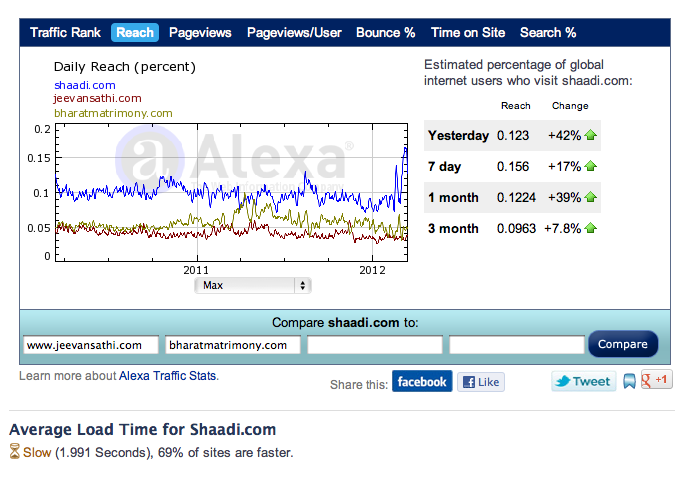 Traffic Rank Reach Pageviews Pageviews/User Bounce % Time on Site Search %
Daily Reach (percent)
shaadi.com
jeevansathi.com
bharatmatrimony.com
0.2
0.15
0.1
0.05
0
Alexa®
2011 2012
Max
Estimated percentage of global
internet users who visit shaadi.com:
Reach Change
Yesterday 0.123 +42%
7 day 0.156 +17%
1 month 0.1224 +39%
3 month 0.0963 +7.8%
Compare shaadi.com to:
www.jeevansathi.com bharatmatrimony.com Compare
Learn more about Alexa Traffic Stats.
Share this: facebook Like Tweet +1
Average Load Time for Shaadi.com
Slow (1.991 Seconds), 69% of sites are faster.